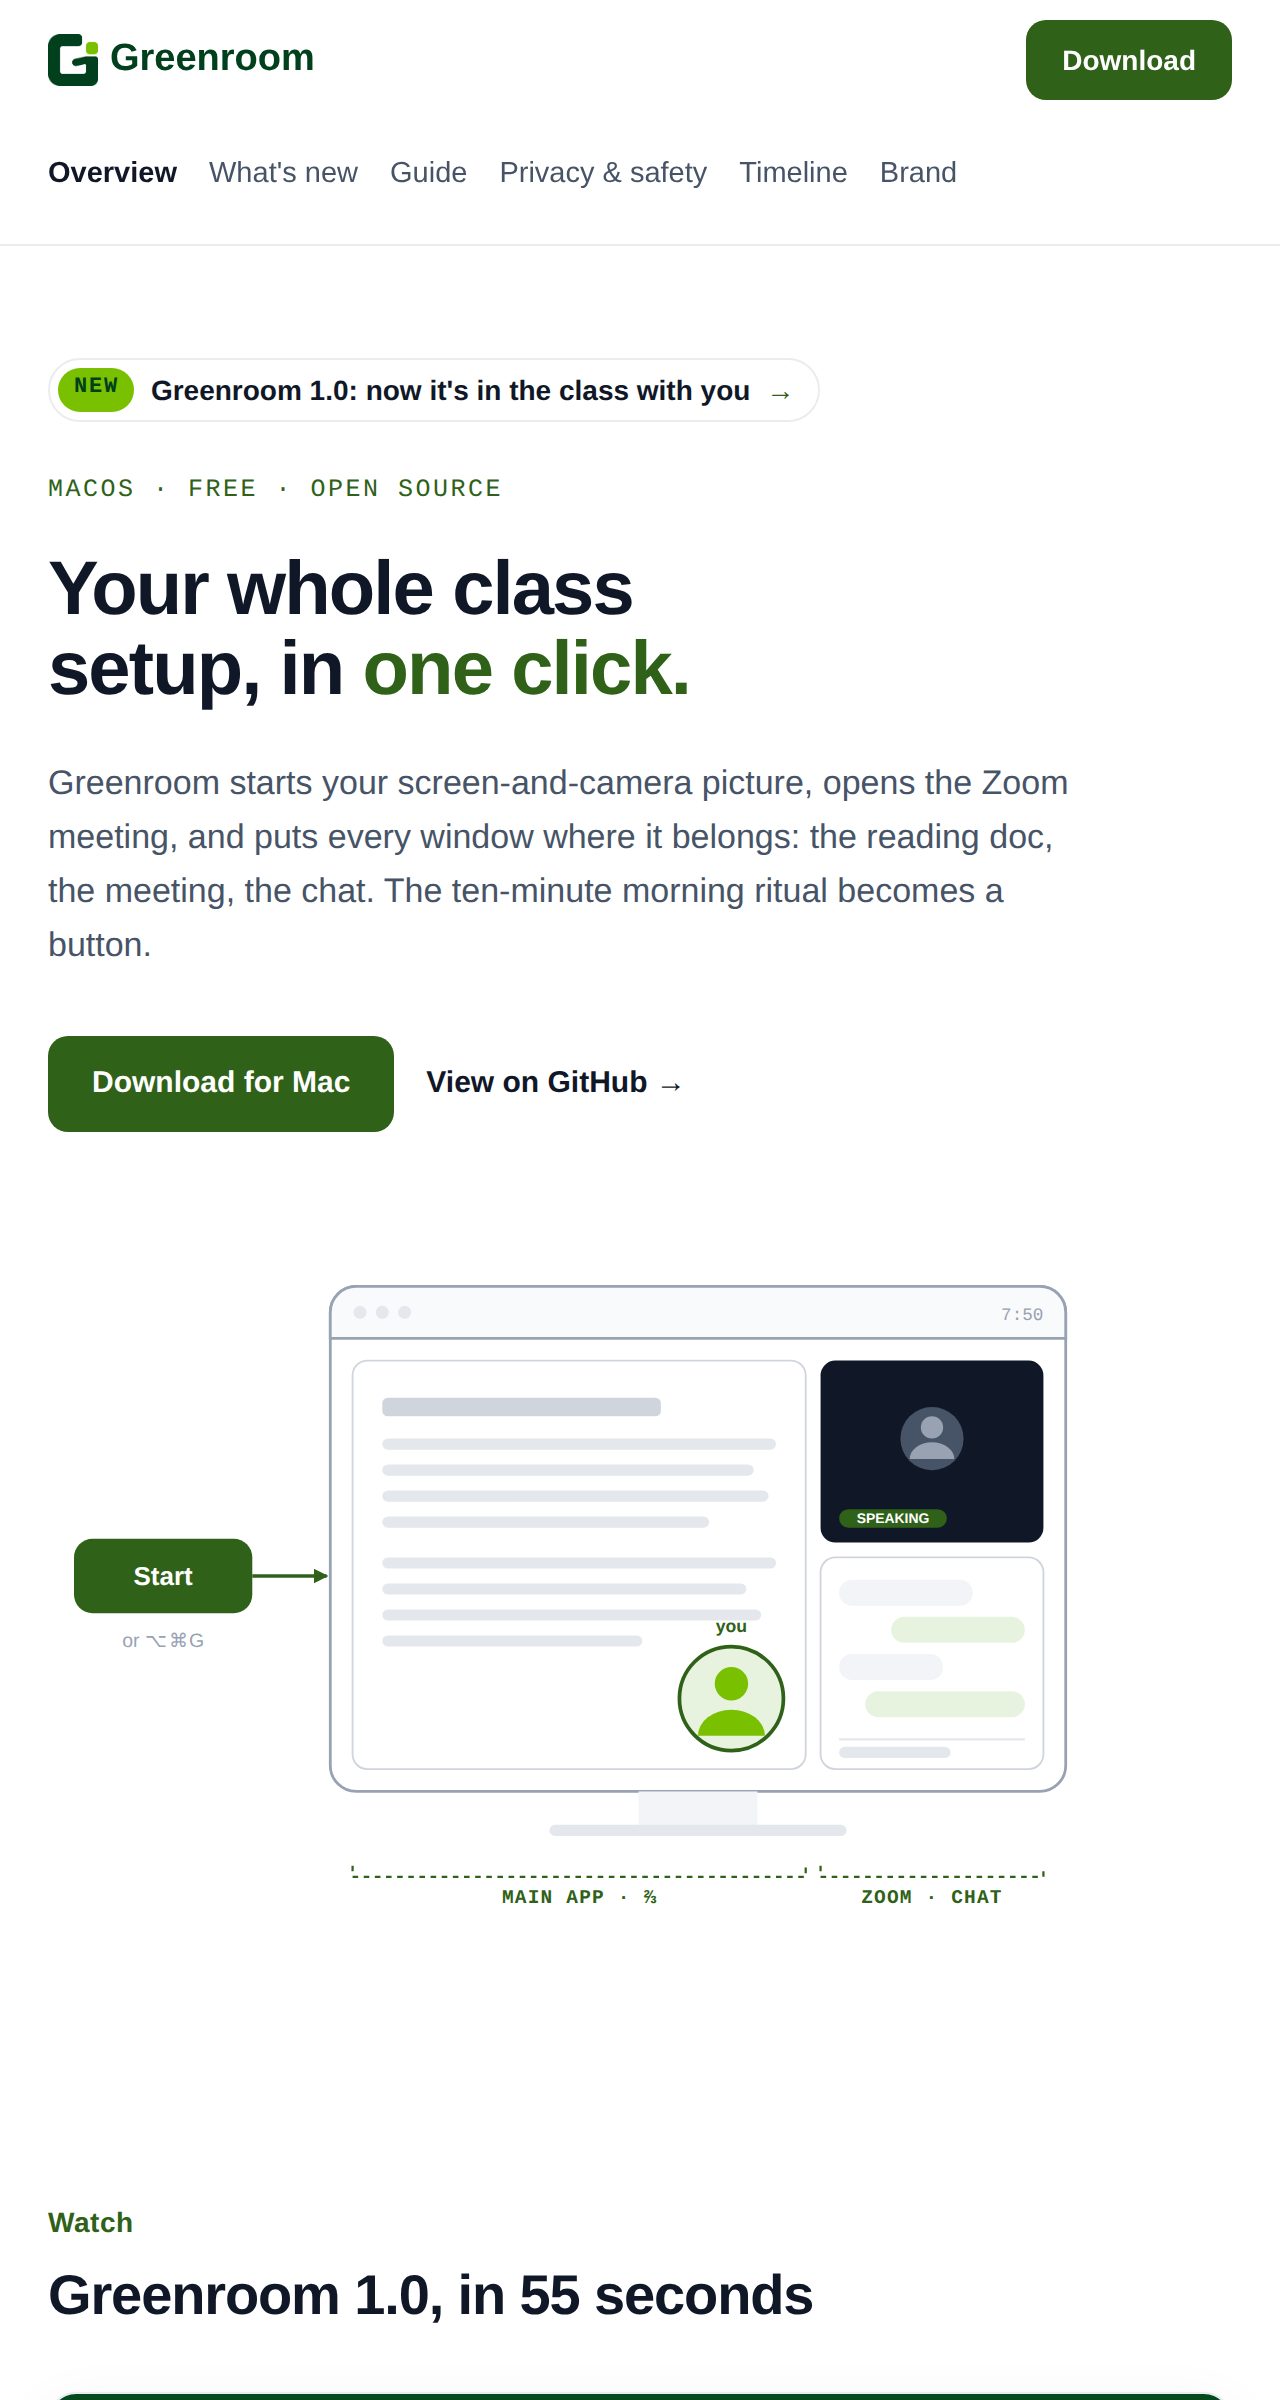 Greenroom
Download
Overview What's new Guide Privacy & safety Timeline Brand
NEW Greenroom 1.0: now it's in the class with you →
MACOS · FREE · OPEN SOURCE
Your whole class
setup, in one click.
Greenroom starts your screen-and-camera picture, opens the Zoom
meeting, and puts every window where it belongs: the reading doc,
the meeting, the chat. The ten-minute morning ritual becomes a
button.
Download for Mac
View on GitHub →
7:50
SPEAKING
Start
or ⌥⌘G
you
MAIN APP · ⅔
ZOOM · CHAT
Watch
Greenroom 1.0, in 55 seconds